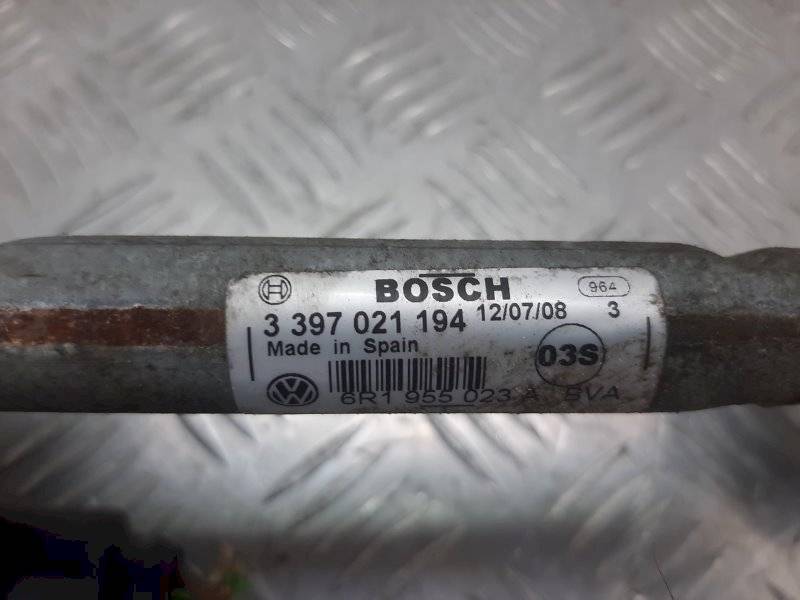 BOSCH 964
3 397 021 194 12/07/08 3
Made in Spain 03S
6R1 955 023 A BVA